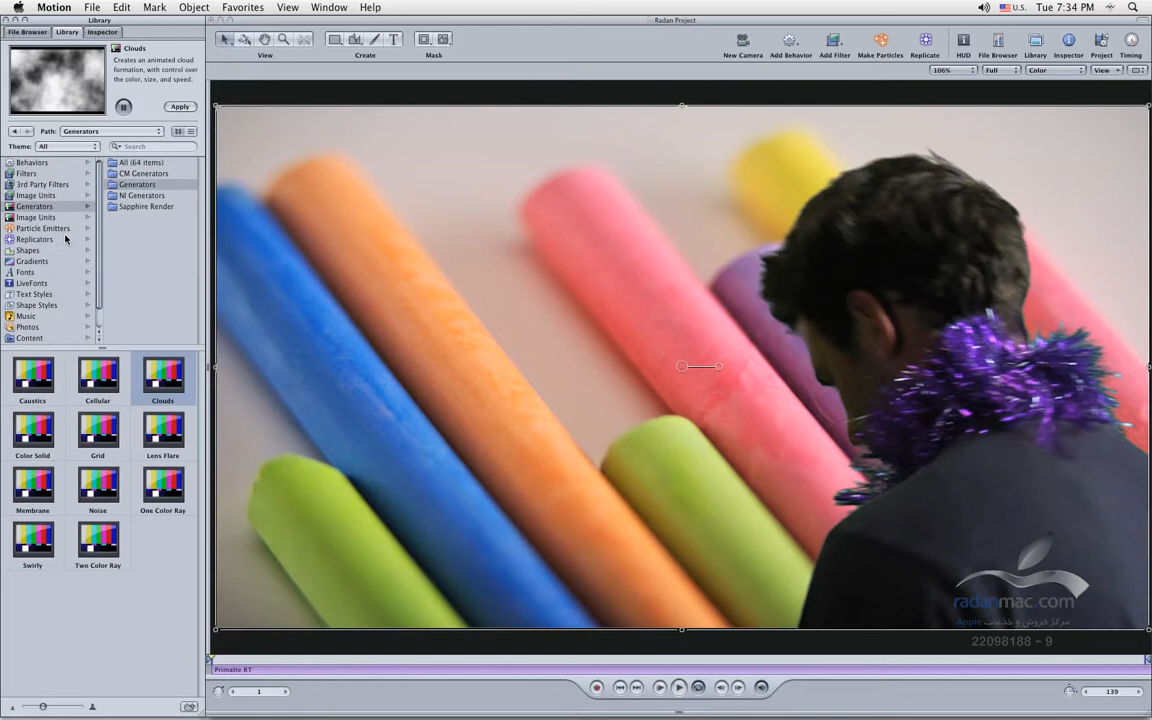 Motion File Edit Mark Object Favorites View Window Help U.S. Tue 7:34 PM
Library
Radan Project
File Browser Library Inspector
Clouds
Creates an animated cloud
formation, with control over
the color, size, and speed.
Apply
Path: Generators
Theme: All
Search
View
Create
Mask
New Camera Add Behavior Add Filter Make Particles Replicate HUD File Browser Library Inspector Project Timing
106% Full Color View
Behaviors
Filters
3rd Party Filters
Image Units
Generators
Image Units
Particle Emitters
Replicators
Shapes
Gradients
Fonts
LiveFonts
Text Styles
Shape Styles
Music
Photos
Content
All (64 items)
CM Generators
Generators
NI Generators
Sapphire Render
Caustics Cellular Clouds
Color Solid Grid Lens Flare
Membrane Noise One Color Ray
Swirly Two Color Ray
radanmac.com
مرکز فروش و خدمات Apple
22098188 - 9
Primatte RT
1
139